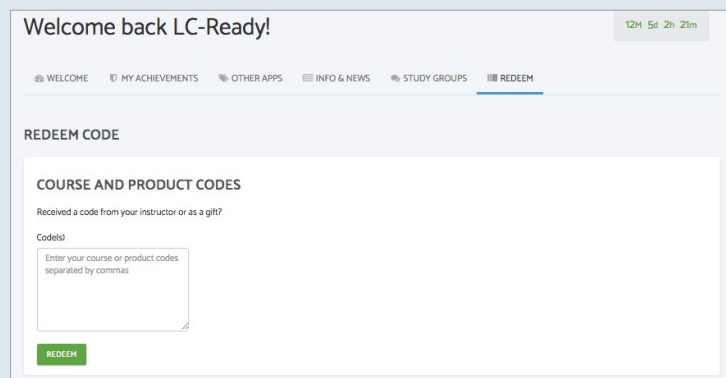 Welcome back LC-Ready!
12M 5d 2h 21m
WELCOME MY ACHIEVEMENTS OTHER APPS INFO & NEWS STUDY GROUPS REDEEM
REDEEM CODE
COURSE AND PRODUCT CODES
Received a code from your instructor or as a gift?
Code(s)
Enter your course or product codes
separated by commas
REDEEM